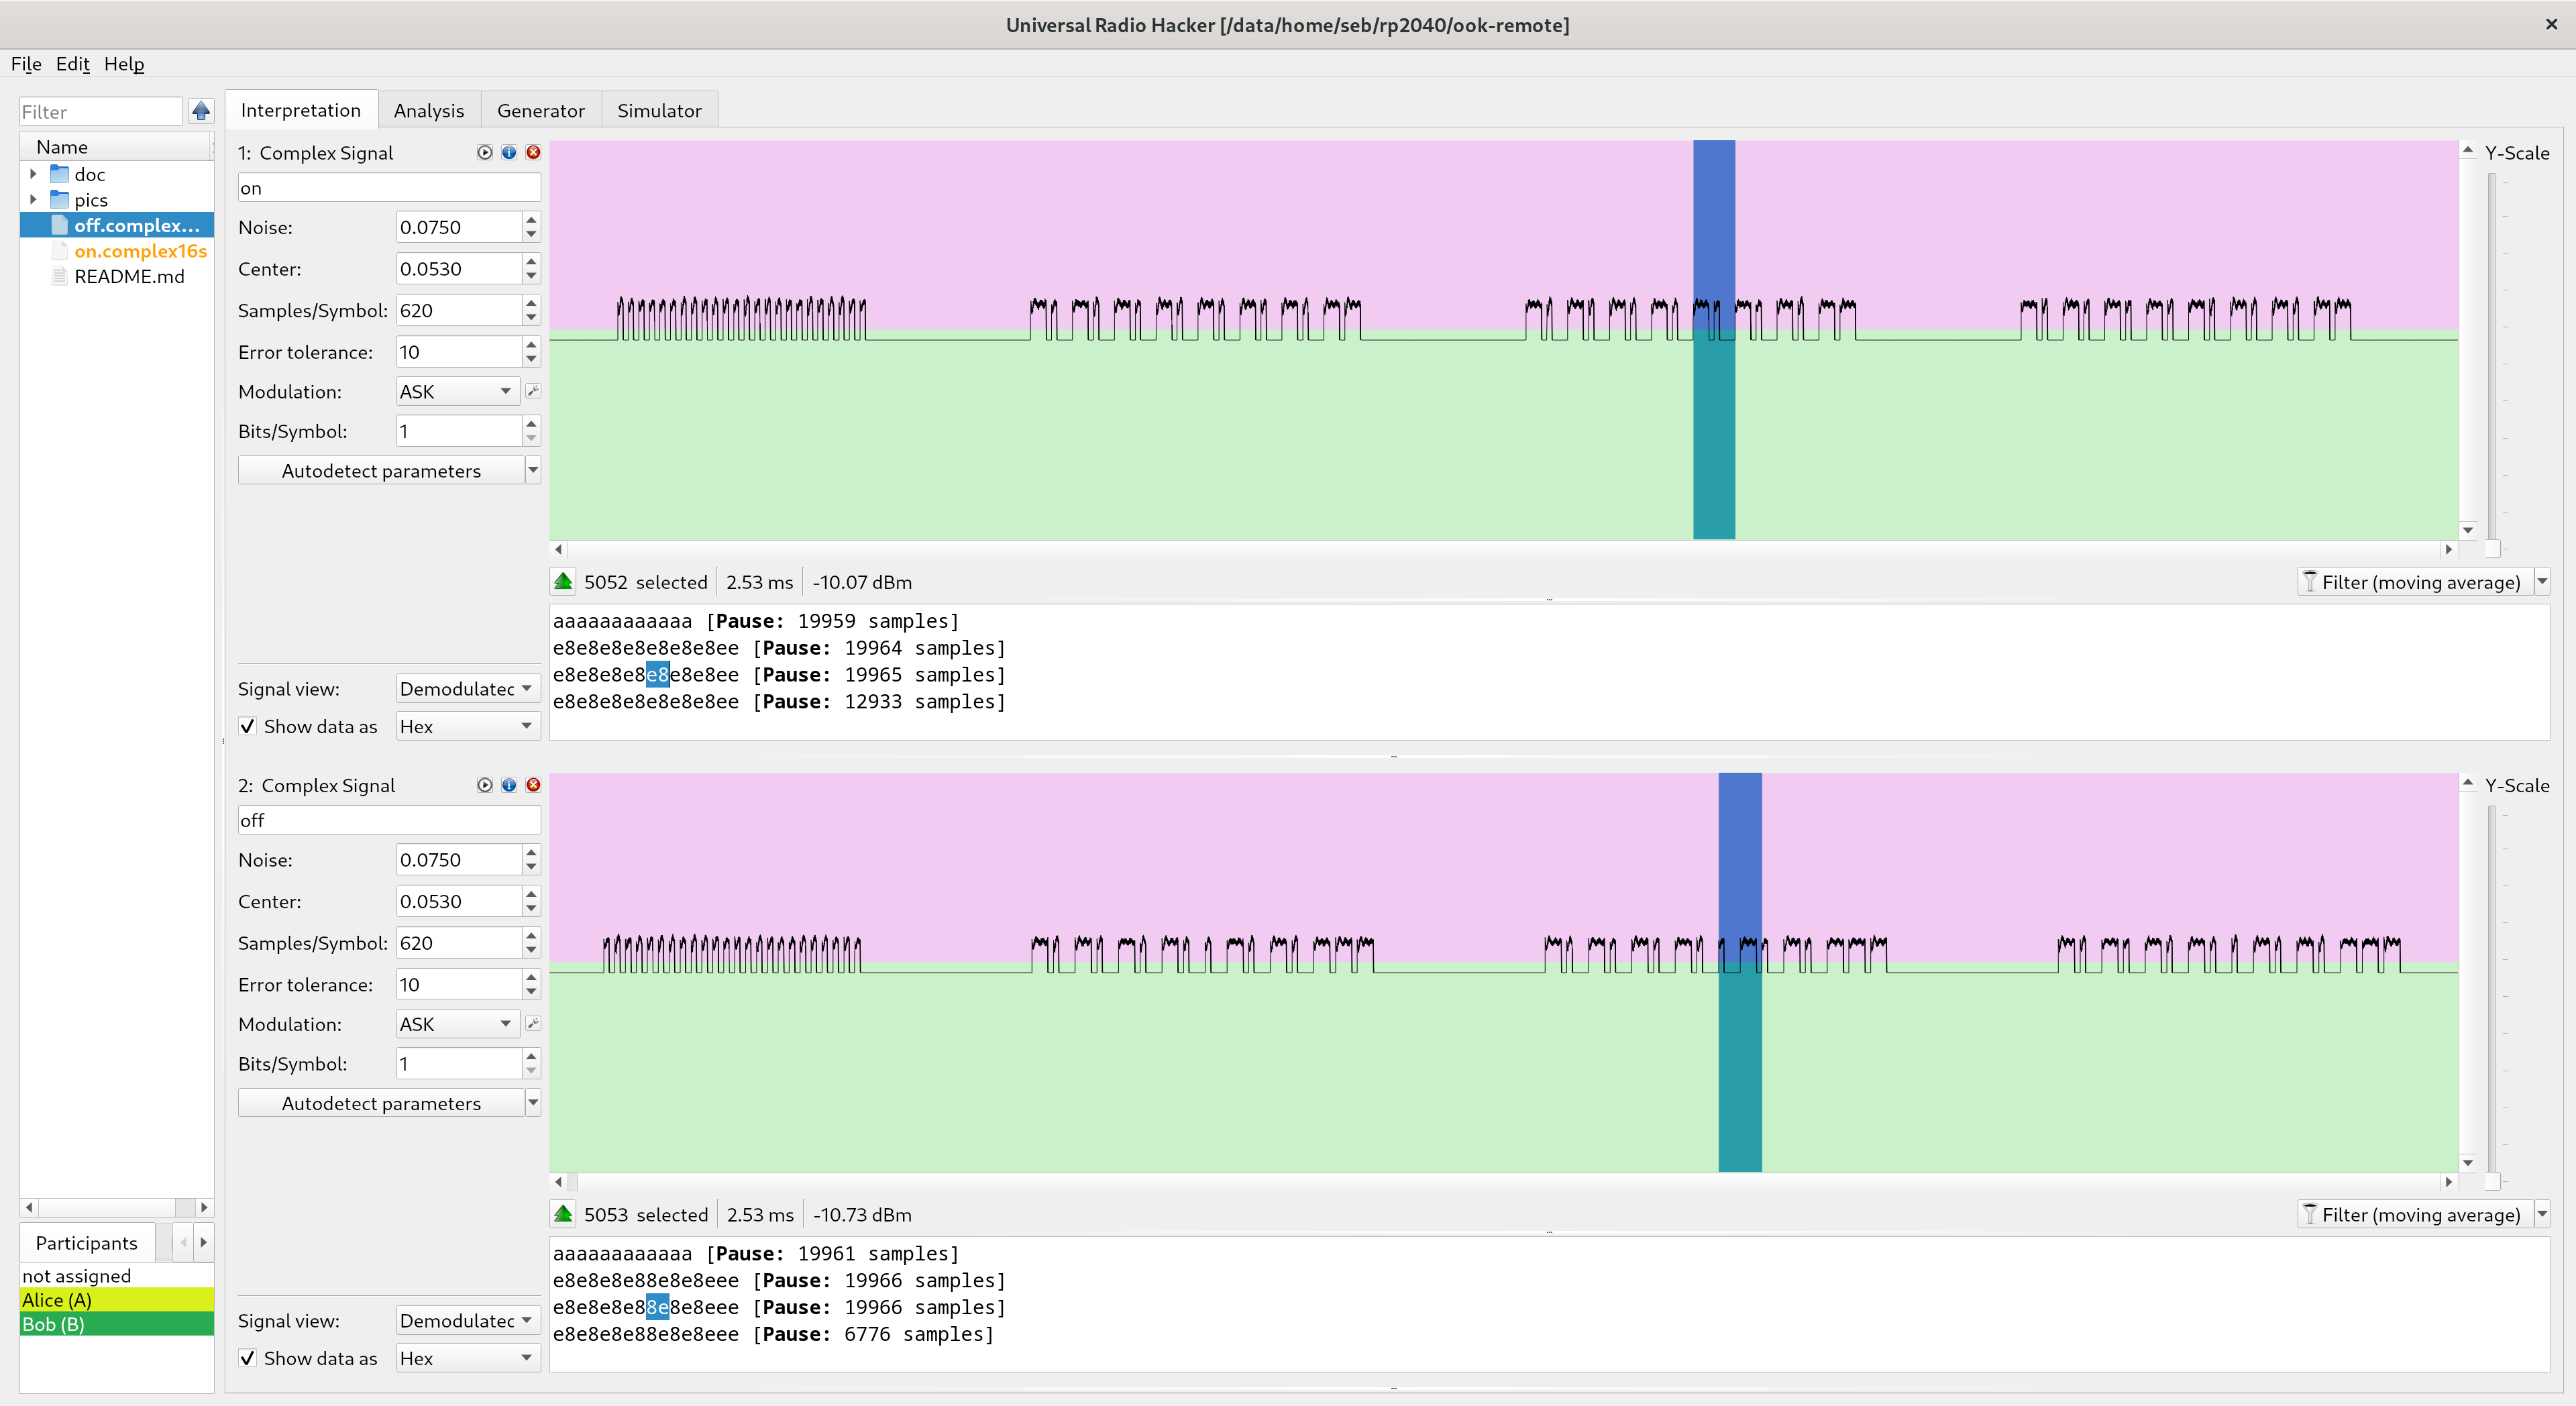 Universal Radio Hacker [/data/home/seb/rp2040/ook-remote]
File Edit Help
Filter
Name
doc
pics
off.complex...
on.complex16s
README.md
Participants
not assigned
Alice (A)
Bob (B)
Interpretation Analysis Generator Simulator
1: Complex Signal
on
Noise: 0.0750
Center: 0.0530
Samples/Symbol: 620
Error tolerance: 10
Modulation: ASK
Bits/Symbol: 1
Autodetect parameters
Signal view: Demodulated
Show data as Hex
Y-Scale
5052 selected 2.53 ms -10.07 dBm
Filter (moving average)
aaaaaaaaaaaa [Pause: 19959 samples]
e8e8e8e8e8e8e8ee [Pause: 19964 samples]
e8e8e8e8e8e8e8ee [Pause: 19965 samples]
e8e8e8e8e8e8e8ee [Pause: 12933 samples]
2: Complex Signal
off
Noise: 0.0750
Center: 0.0530
Samples/Symbol: 620
Error tolerance: 10
Modulation: ASK
Bits/Symbol: 1
Autodetect parameters
Signal view: Demodulated
Show data as Hex
Y-Scale
5053 selected 2.53 ms -10.73 dBm
Filter (moving average)
aaaaaaaaaaaa [Pause: 19961 samples]
e8e8e8e88e8e8eee [Pause: 19966 samples]
e8e8e8e88e8e8eee [Pause: 19966 samples]
e8e8e8e88e8e8eee [Pause: 6776 samples]